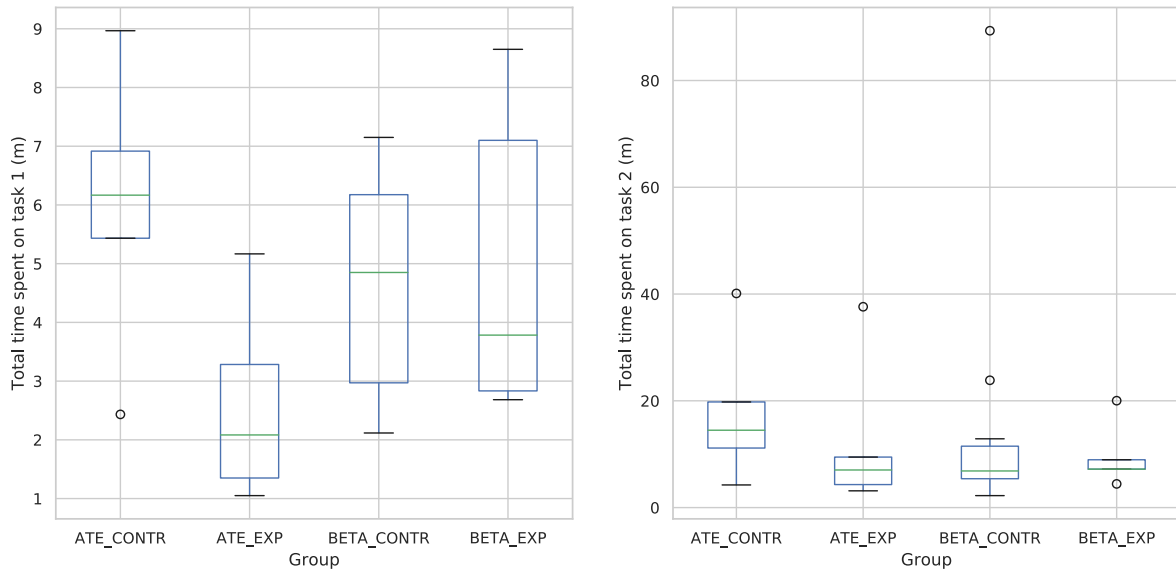 Total time spent on task 1 (m)
9
8
7
6
5
4
3
2
1
ATE_CONTR
ATE_EXP
BETA_CONTR
BETA_EXP
Group
Total time spent on task 2 (m)
80
60
40
20
0
ATE_CONTR
ATE_EXP
BETA_CONTR
BETA_EXP
Group